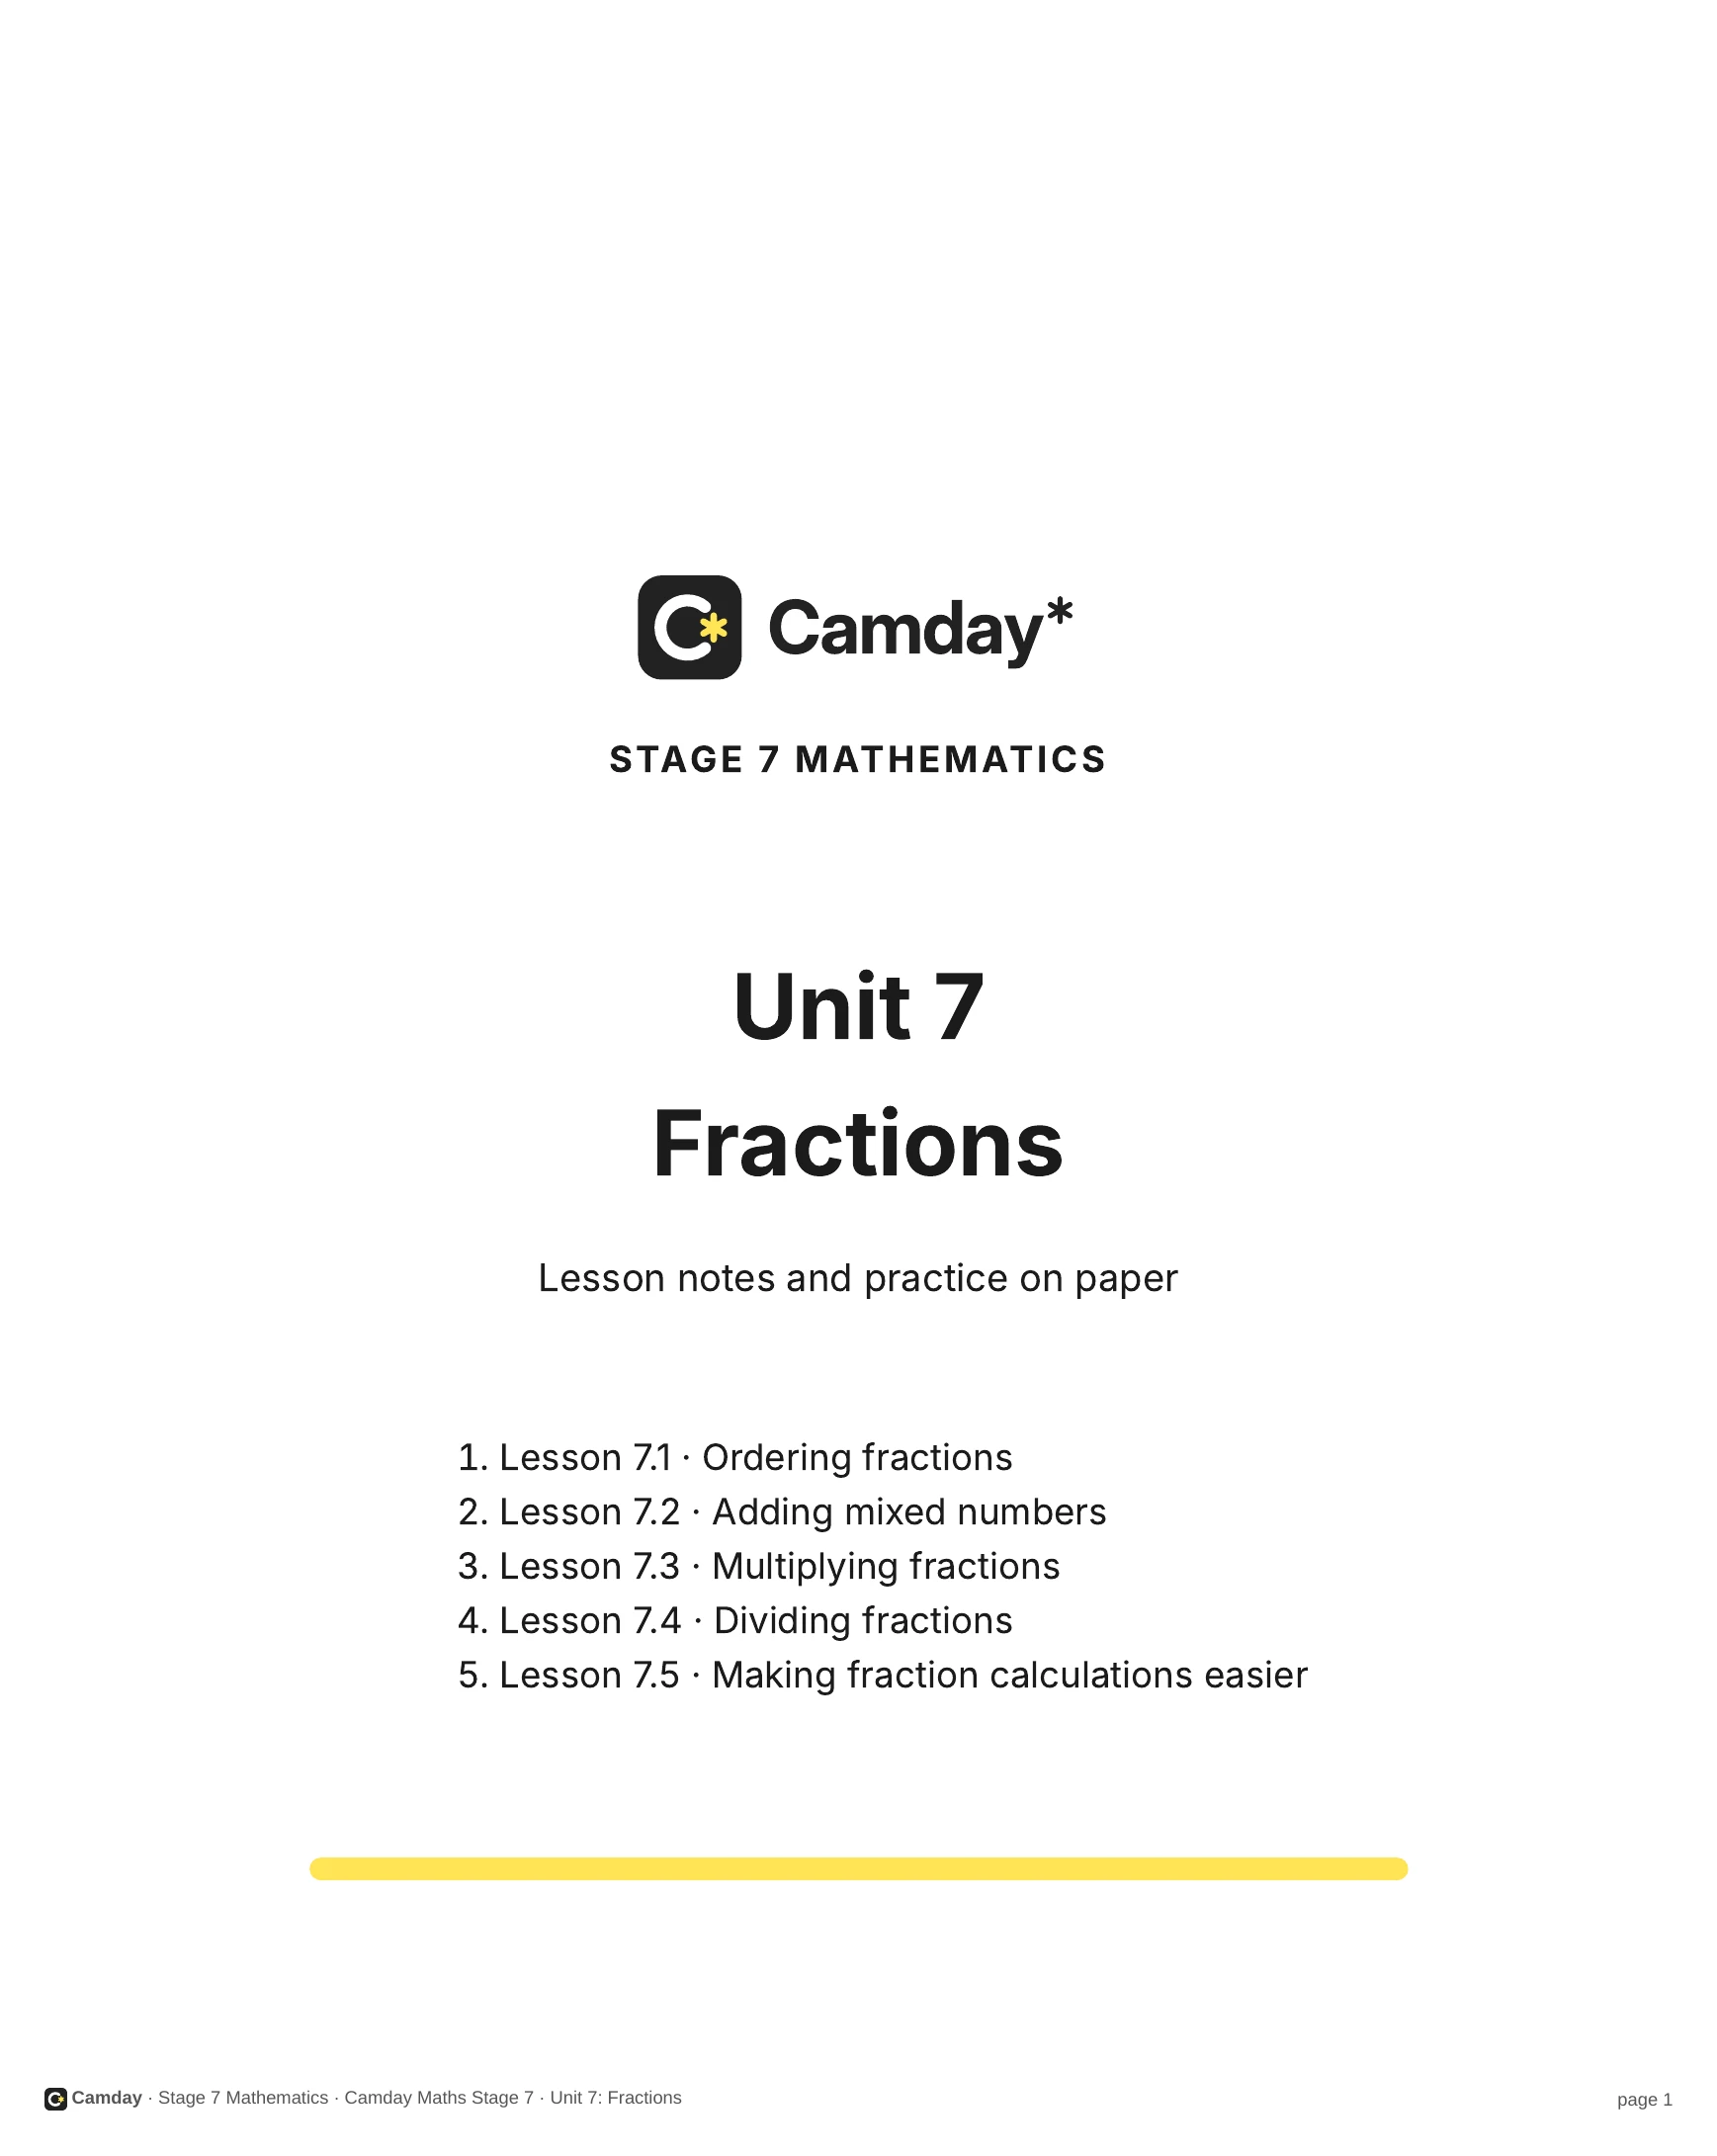 Camday*
STAGE 7 MATHEMATICS
Unit 7
Fractions
Lesson notes and practice on paper
1. Lesson 7.1 · Ordering fractions
2. Lesson 7.2 · Adding mixed numbers
3. Lesson 7.3 · Multiplying fractions
4. Lesson 7.4 · Dividing fractions
5. Lesson 7.5 · Making fraction calculations easier
Camday · Stage 7 Mathematics · Camday Maths Stage 7 · Unit 7: Fractions
page 1